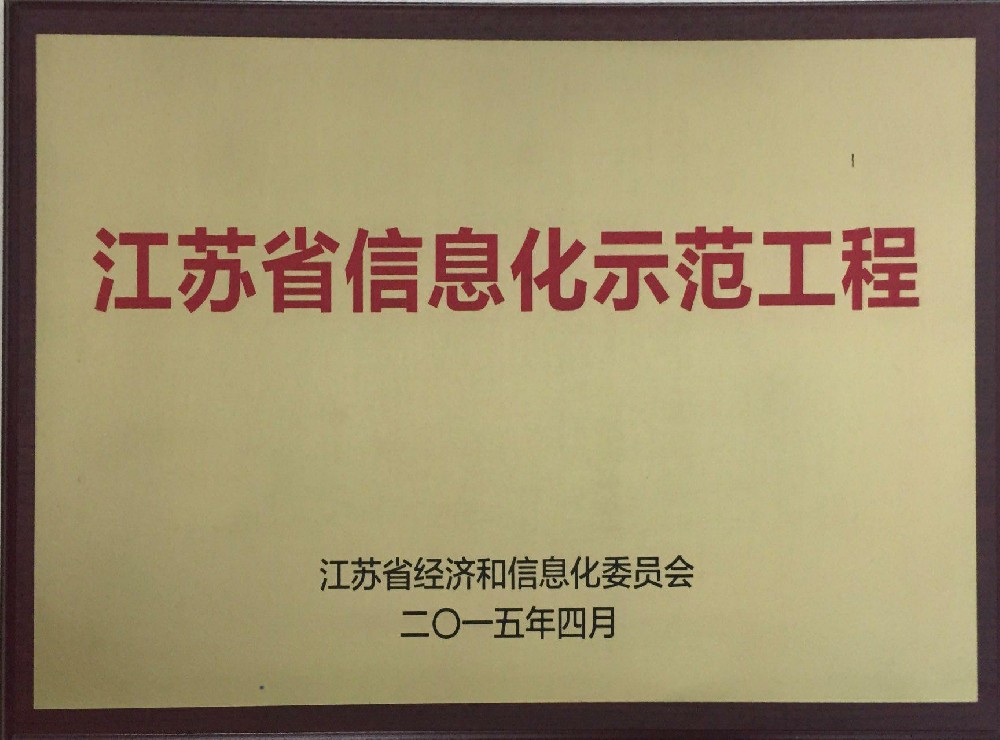 江苏省信息化示范工程
江苏省经济和信息化委员会
二〇一五年四月